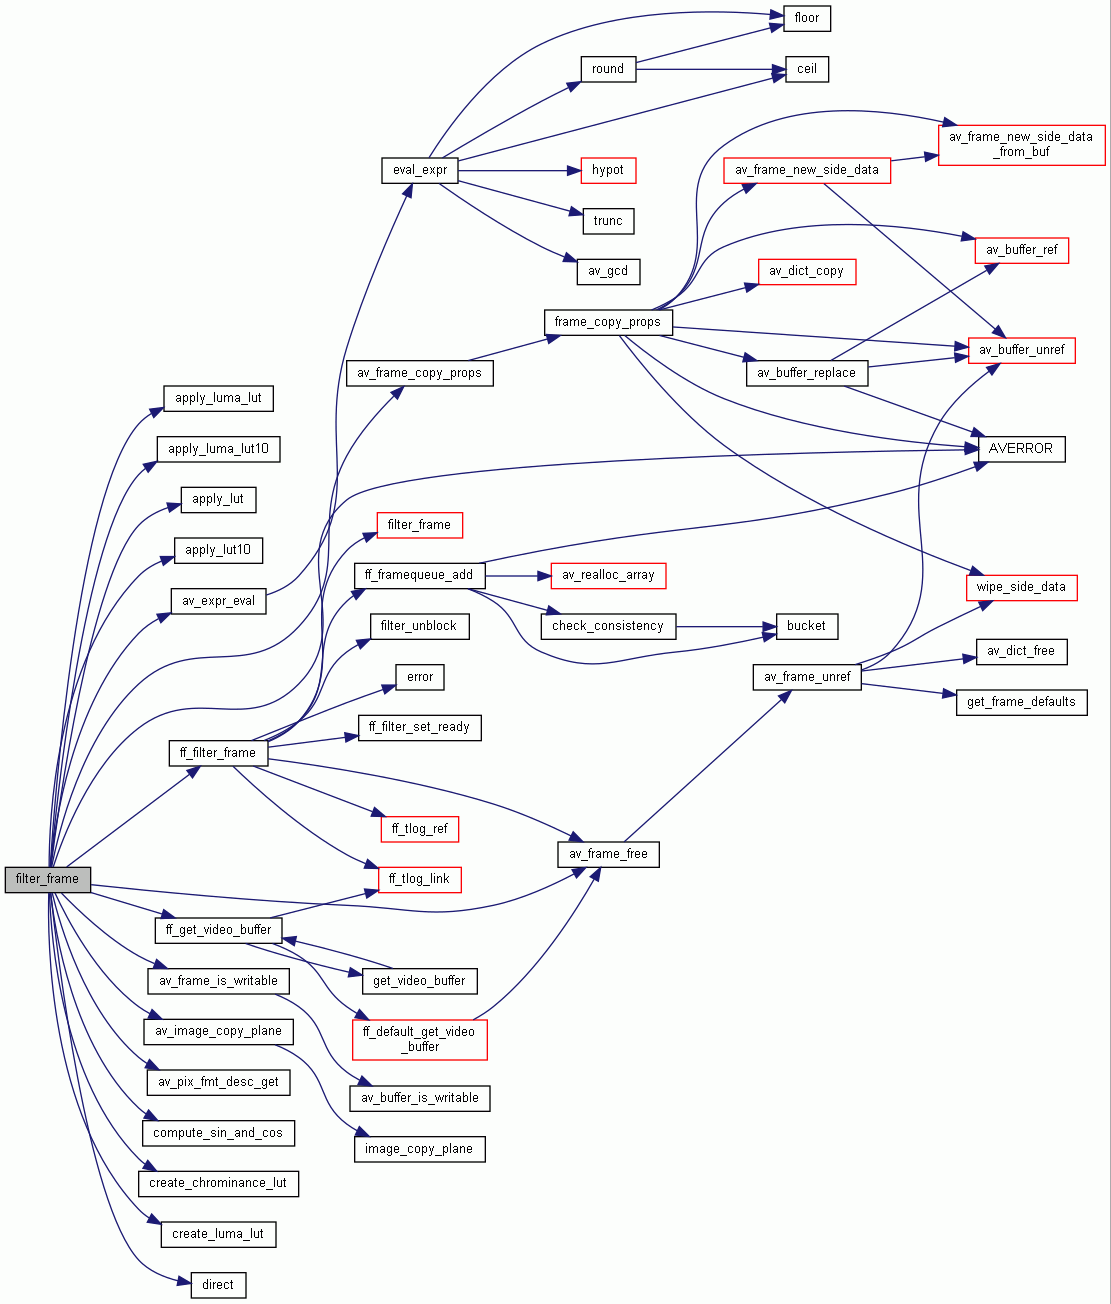 floor
round
ceil
av_frame_new_side_data
_from_buf
eval_expr
hypot
av_frame_new_side_data
trunc
av_buffer_ref
av_gcd
av_dict_copy
frame_copy_props
av_buffer_unref
av_frame_copy_props
av_buffer_replace
apply_luma_lut
apply_luma_lut10
AVERROR
apply_lut
filter_frame
apply_lut10
ff_framequeue_add
av_realloc_array
wipe_side_data
av_expr_eval
filter_unblock
check_consistency
bucket
av_dict_free
error
av_frame_unref
get_frame_defaults
ff_filter_set_ready
ff_filter_frame
ff_tlog_ref
av_frame_free
filter_frame
ff_tlog_link
ff_get_video_buffer
av_frame_is_writable
get_video_buffer
av_image_copy_plane
ff_default_get_video
_buffer
av_pix_fmt_desc_get
av_buffer_is_writable
compute_sin_and_cos
image_copy_plane
create_chrominance_lut
create_luma_lut
direct